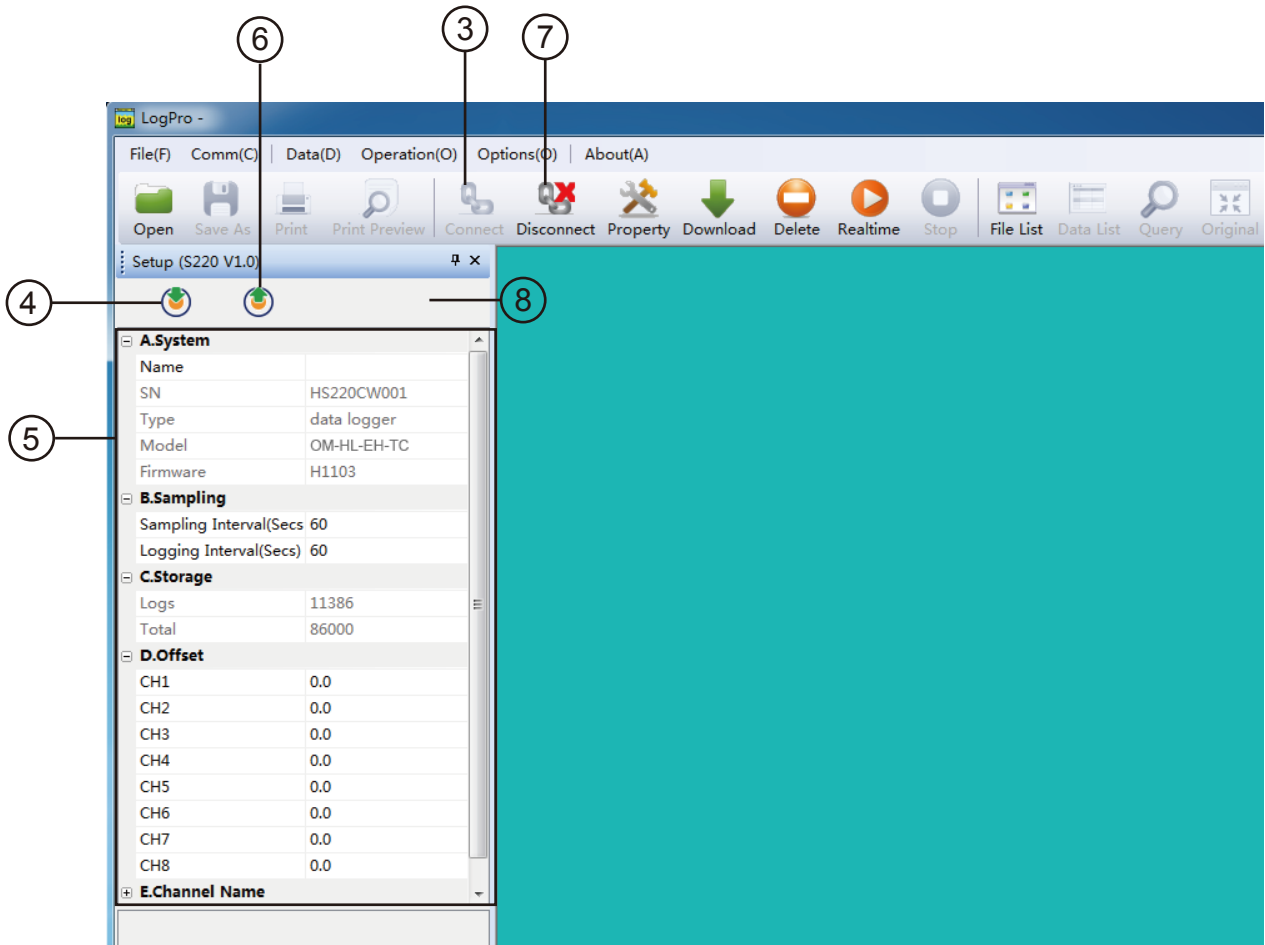 6 3 7
log LogPro -
File(F) Comm(C) Data(D) Operation(O) Options(O) About(A)
Open Save As Print Print Preview Connect Disconnect Property Download Delete Realtime Stop File List Data List Query Original
Setup (S220 V1.0)
4 8
A.System
Name
SN HS220CW001
Type data logger
5
Model OM-HL-EH-TC
Firmware H1103
B.Sampling
Sampling Interval(Secs 60
Logging Interval(Secs) 60
C.Storage
Logs 11386
Total 86000
D.Offset
CH1 0.0
CH2 0.0
CH3 0.0
CH4 0.0
CH5 0.0
CH6 0.0
CH7 0.0
CH8 0.0
E.Channel Name